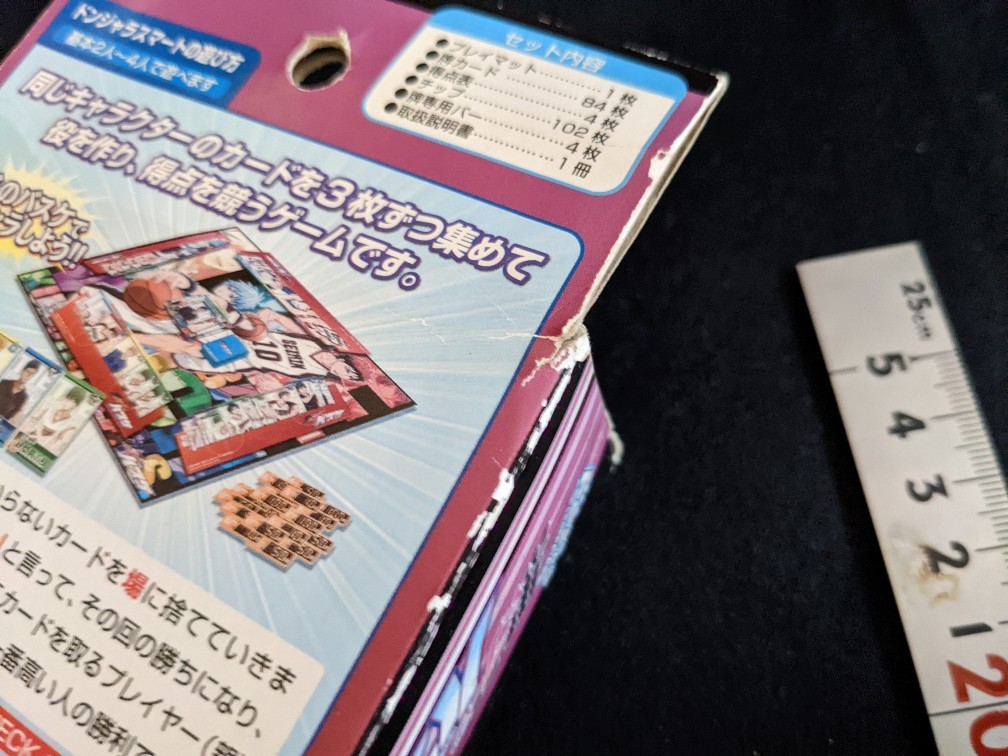 ドンジャラスマートの遊び方
基本2人〜4人で遊べます
セット内容
●プレイマット…………1枚
●牌カード…………84枚
●得点表…………4枚
●チップ…………102枚
●牌専用バー…………4枚
●取扱説明書…………1冊
同じキャラクターのカードを3枚ずつ集めて
役を作り、得点を競うゲームです。
のバスケで
ラしよう!!
SEIRIN
10
らないカードを場に捨てていきま
と言って、その回の勝ちになり、
カードを取るプレイヤー
番高い人の勝利で
25cm
5
4
3
2
1